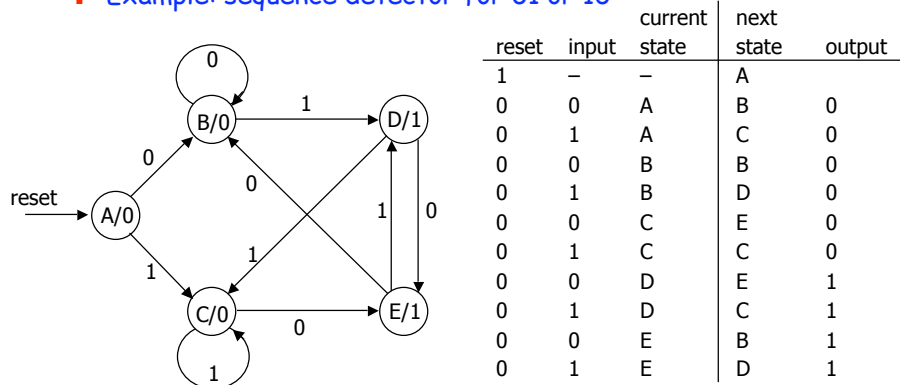 Example: sequence detector for 01 or 10
current next
reset input state state output
1 – – A
0 0 A B 0
0 1 A C 0
0 0 B B 0
0 1 B D 0
0 0 C E 0
0 1 C C 0
0 0 D E 1
0 1 D C 1
0 0 E B 1
0 1 E D 1
0
B/0
1
D/1
0
0
reset
A/0
1
0
1
1
C/0
0
E/1
1